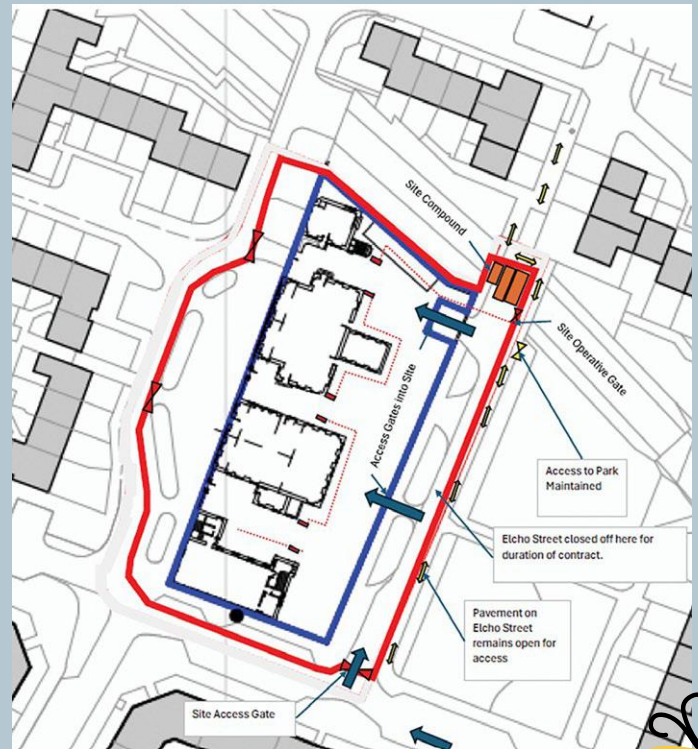 Site Compound
Site Operative Gate
Access Gates into Site
Access to Park
Maintained
Elcho Street closed off here for
duration of contract.
Pavement on
Elcho Street
remains open for
access
Site Access Gate